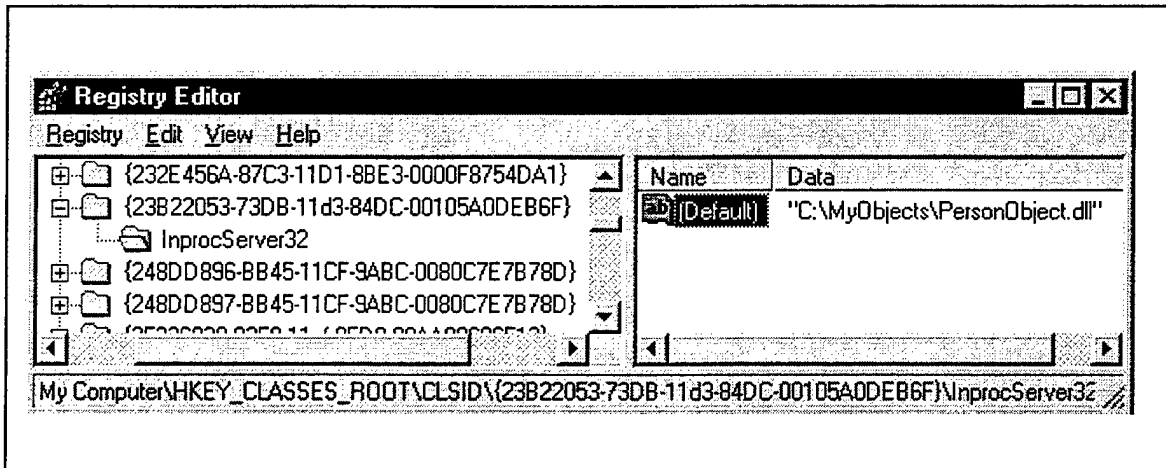 Registry Editor
Registry Edit View Help
{232E456A-87C3-11D1-8BE3-0000F8754DA1}
{23B22053-73DB-11d3-84DC-00105A0DEB6F}
InprocServer32
{248DD896-BB45-11CF-9ABC-0080C7E7B78D}
{248DD897-BB45-11CF-9ABC-0080C7E7B78D}
Name Data
ab (Default) "C:\MyObjects\PersonObject.dll"
My Computer\HKEY_CLASSES_ROOT\CLSID\{23B22053-73DB-11d3-84DC-00105A0DEB6F}\InprocServer32